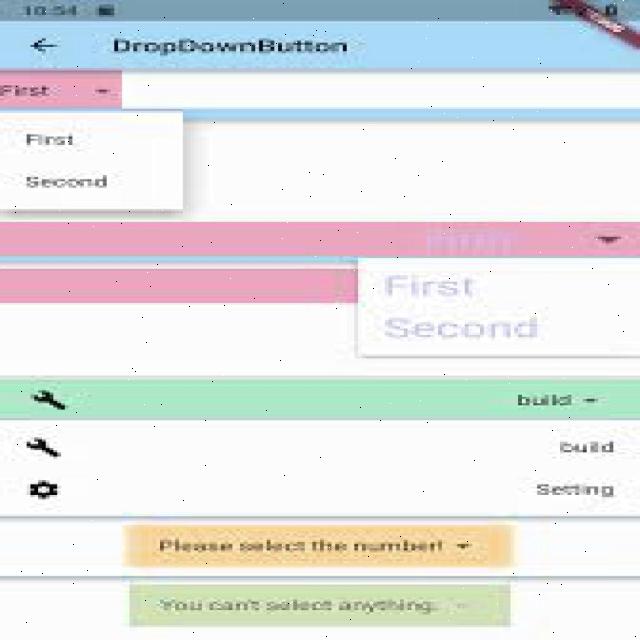 10:54
DropDownButton
First
First
Second
First
Second
build
build
Setting
Please select the number!
You can't select anything.